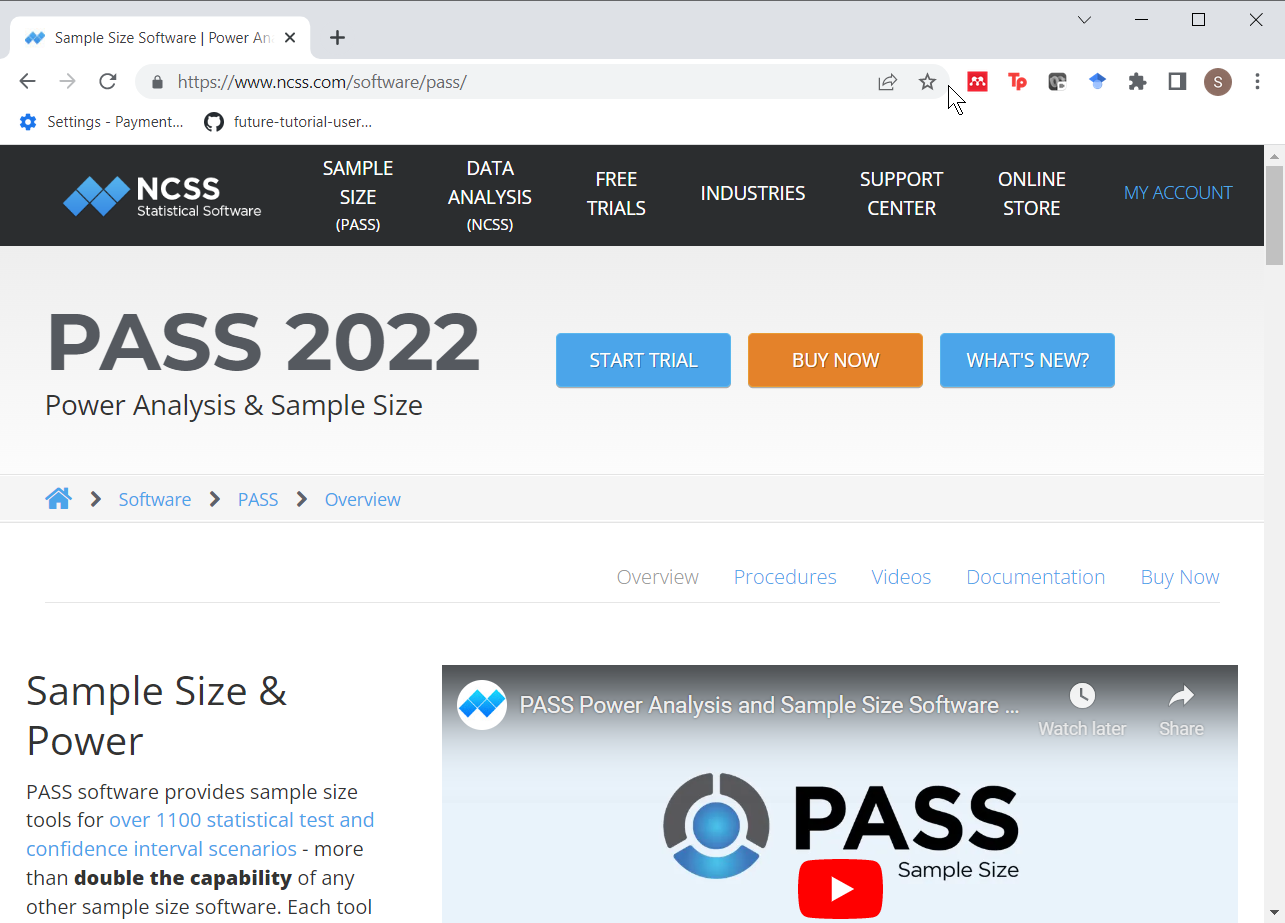 Sample Size Software | Power An
https://www.ncss.com/software/pass/
Tp
S
Settings - Payment...
future-tutorial-user...
NCSS
Statistical Software
SAMPLE
SIZE
(PASS)
DATA
ANALYSIS
(NCSS)
FREE
TRIALS
INDUSTRIES
SUPPORT
CENTER
ONLINE
STORE
MY ACCOUNT
PASS 2022
Power Analysis & Sample Size
START TRIAL
BUY NOW
WHAT'S NEW?
Software
PASS
Overview
Overview
Procedures
Videos
Documentation
Buy Now
Sample Size &
Power
PASS software provides sample size
tools for over 1100 statistical test and
confidence interval scenarios - more
than double the capability of any
other sample size software. Each tool
PASS Power Analysis and Sample Size Software ...
Watch later
Share
PASS
Sample Size